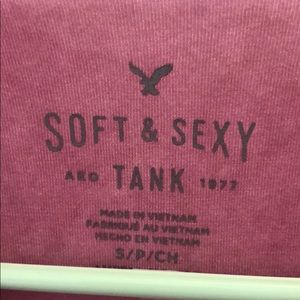 SOFT & SEXY
AEO TANK 1977
MADE IN VIETNAM
FABRIQUÉ AU VIETNAM
HECHO EN VIETNAM
S/P/CH